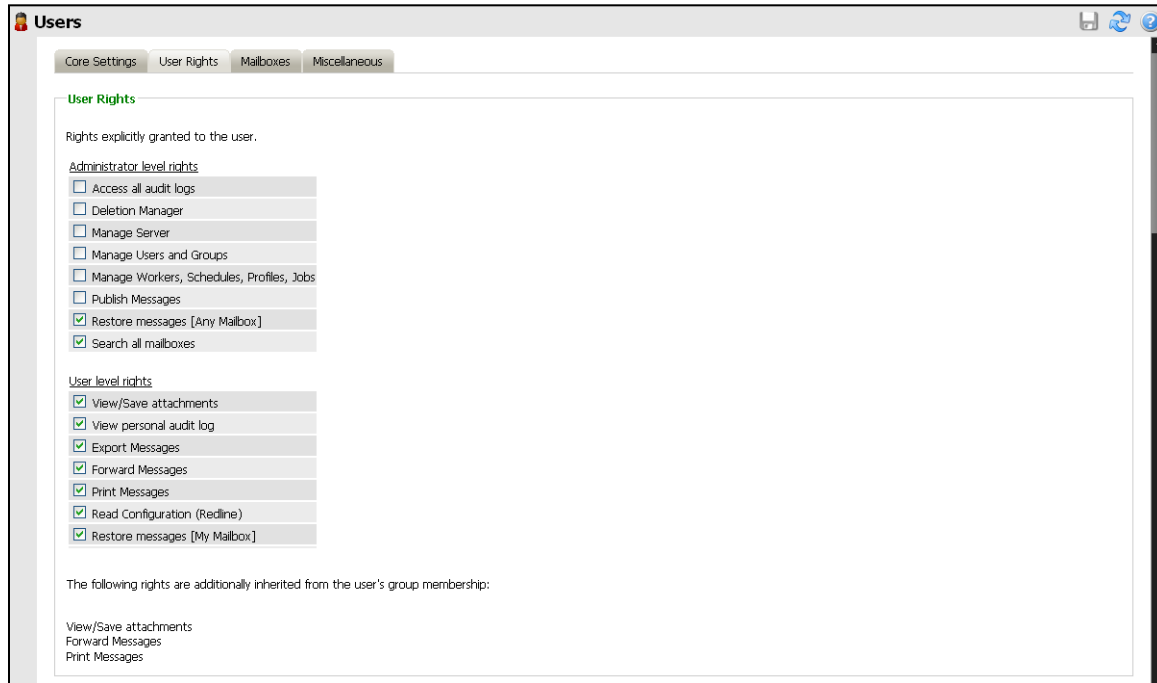 Users
Core Settings User Rights Mailboxes Miscellaneous
User Rights
Rights explicitly granted to the user.
Administrator level rights
Access all audit logs
Deletion Manager
Manage Server
Manage Users and Groups
Manage Workers, Schedules, Profiles, Jobs
Publish Messages
Restore messages [Any Mailbox]
Search all mailboxes
User level rights
View/Save attachments
View personal audit log
Export Messages
Forward Messages
Print Messages
Read Configuration (Redline)
Restore messages [My Mailbox]
The following rights are additionally inherited from the user's group membership:
View/Save attachments
Forward Messages
Print Messages